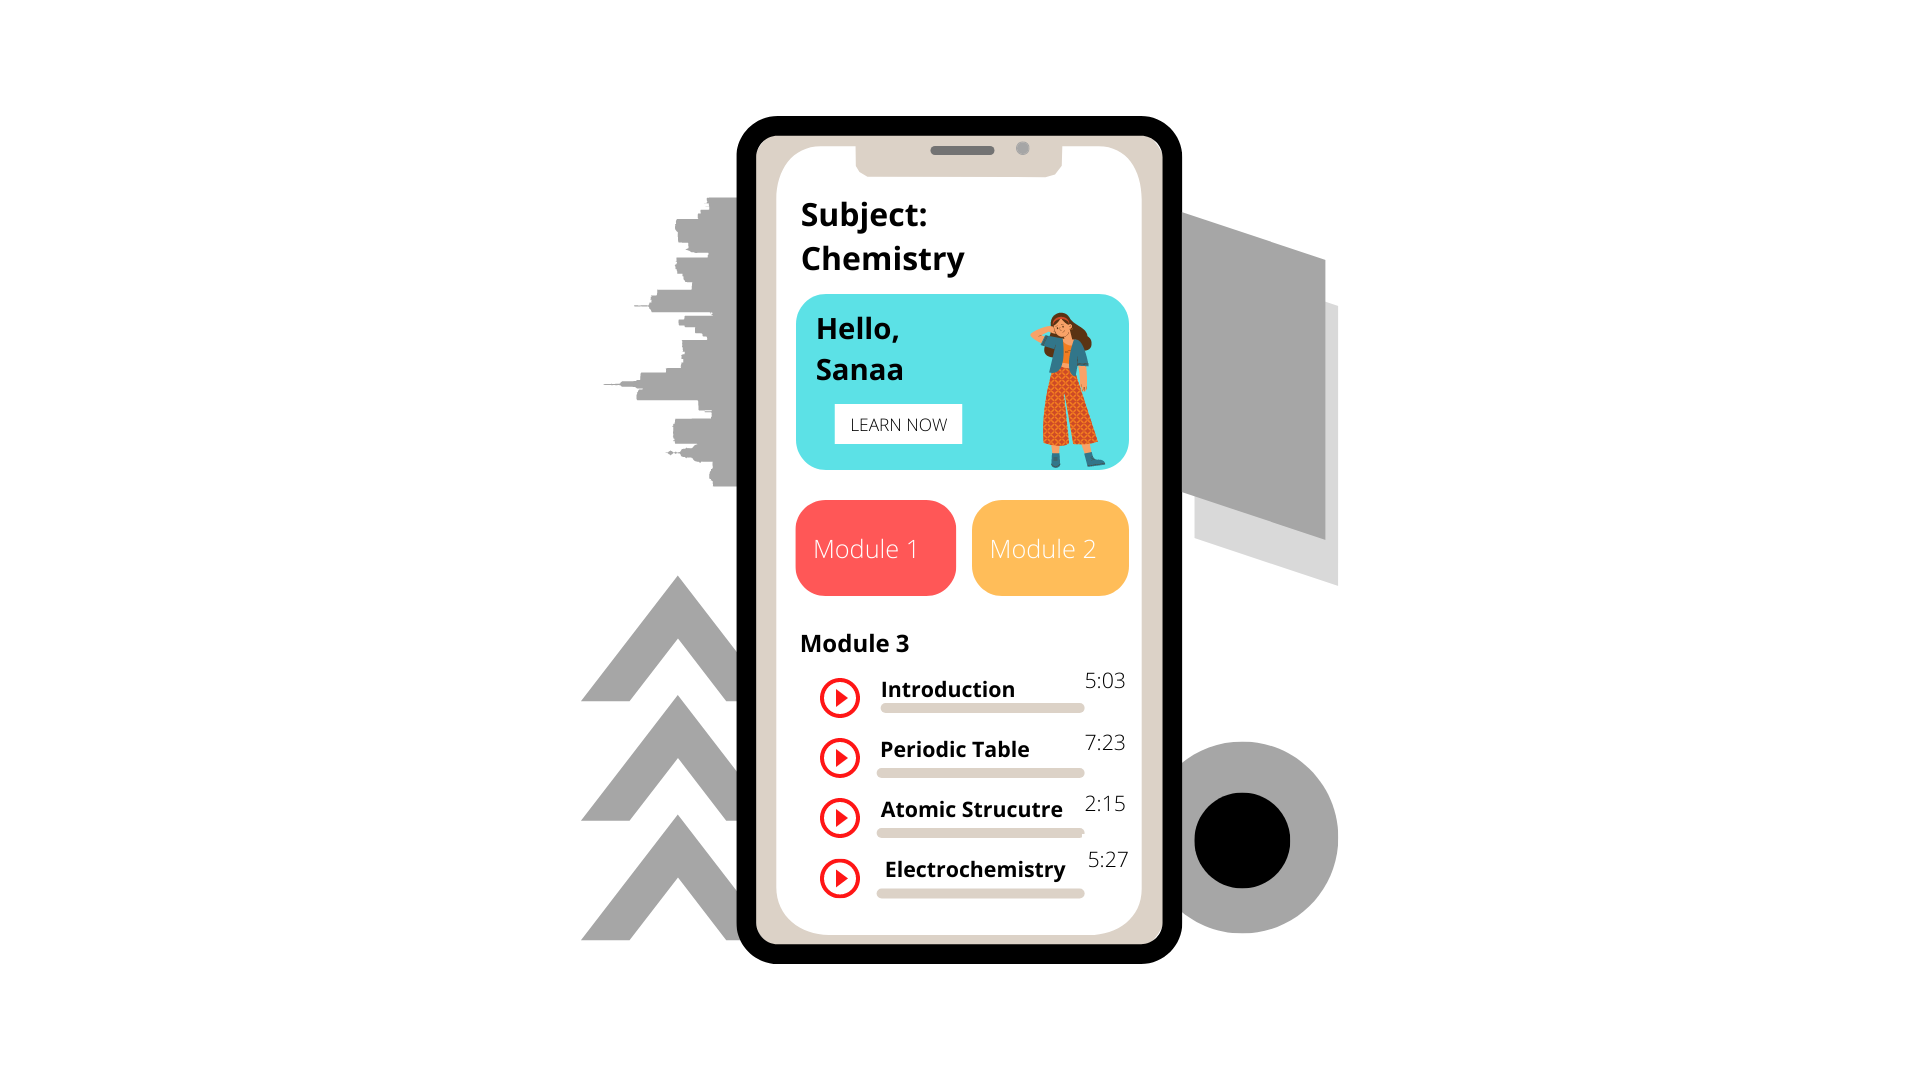 Subject:
Chemistry
Hello,
Sanaa
LEARN NOW
Module 1
Module 2
Module 3
Introduction
5:03
Periodic Table
7:23
Atomic Strucutre
2:15
Electrochemistry
5:27